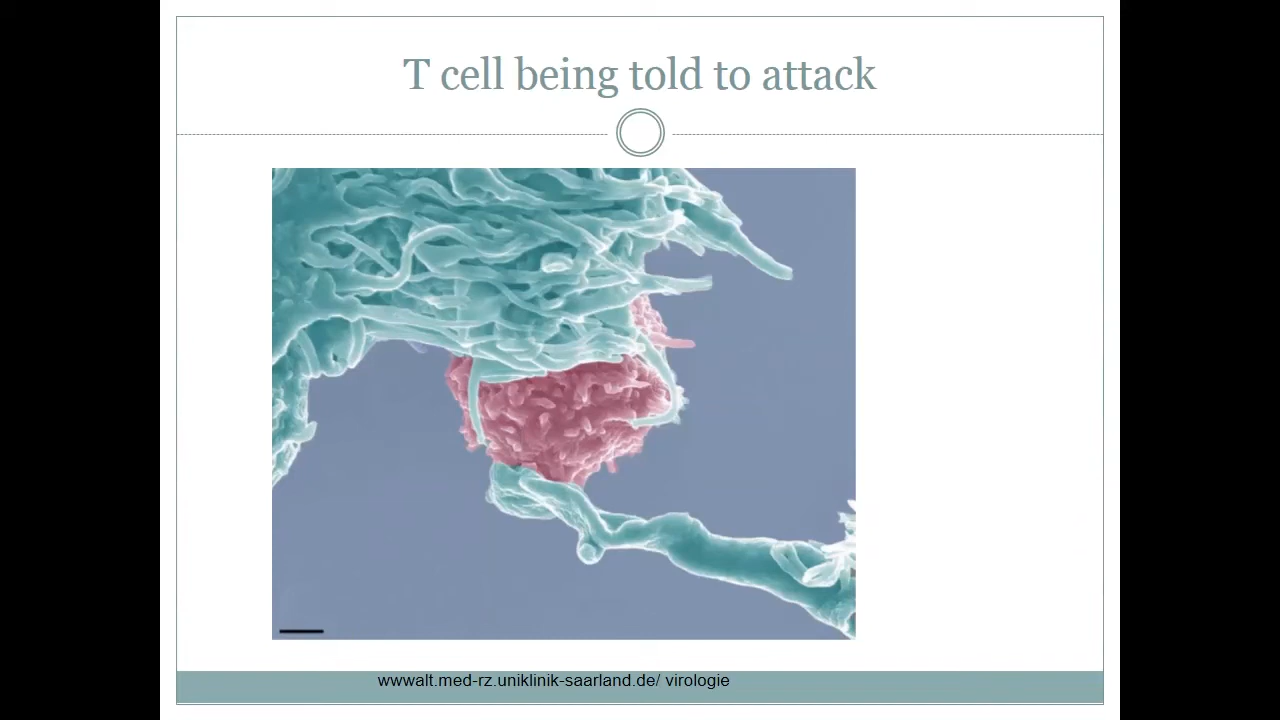 T cell being told to attack
wwwalt.med-rz.uniklinik-saarland.de/ virologie